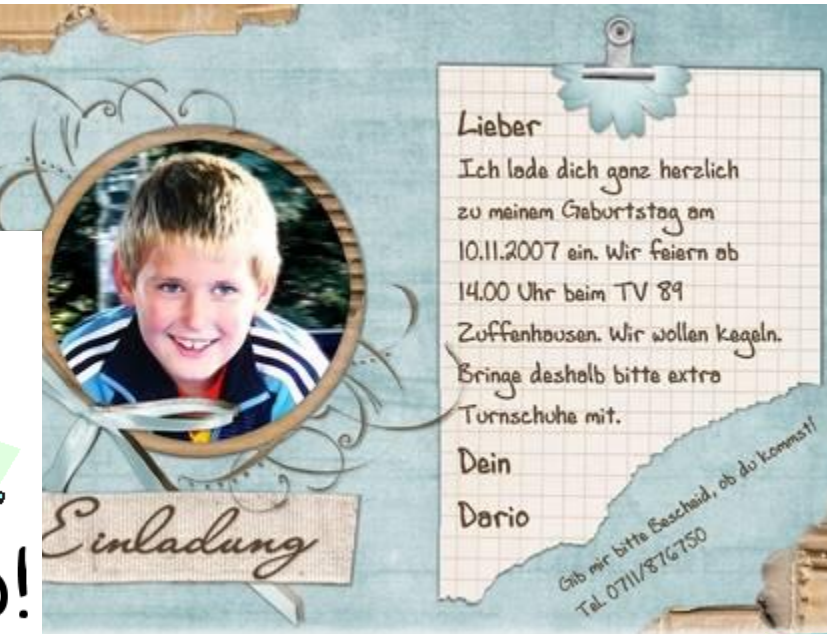 Lieber
Ich lade dich ganz herzlich
zu meinem Geburtstag am
10.11.2007 ein. Wir feiern ab
14.00 Uhr beim TV 89
Zuffenhausen. Wir wollen kegeln.
Bringe deshalb bitte extra
Turnschuhe mit.
Dein
Dario
Gib mir bitte Bescheid, ob du kommst!
Tel. 0711/876750
Einladung